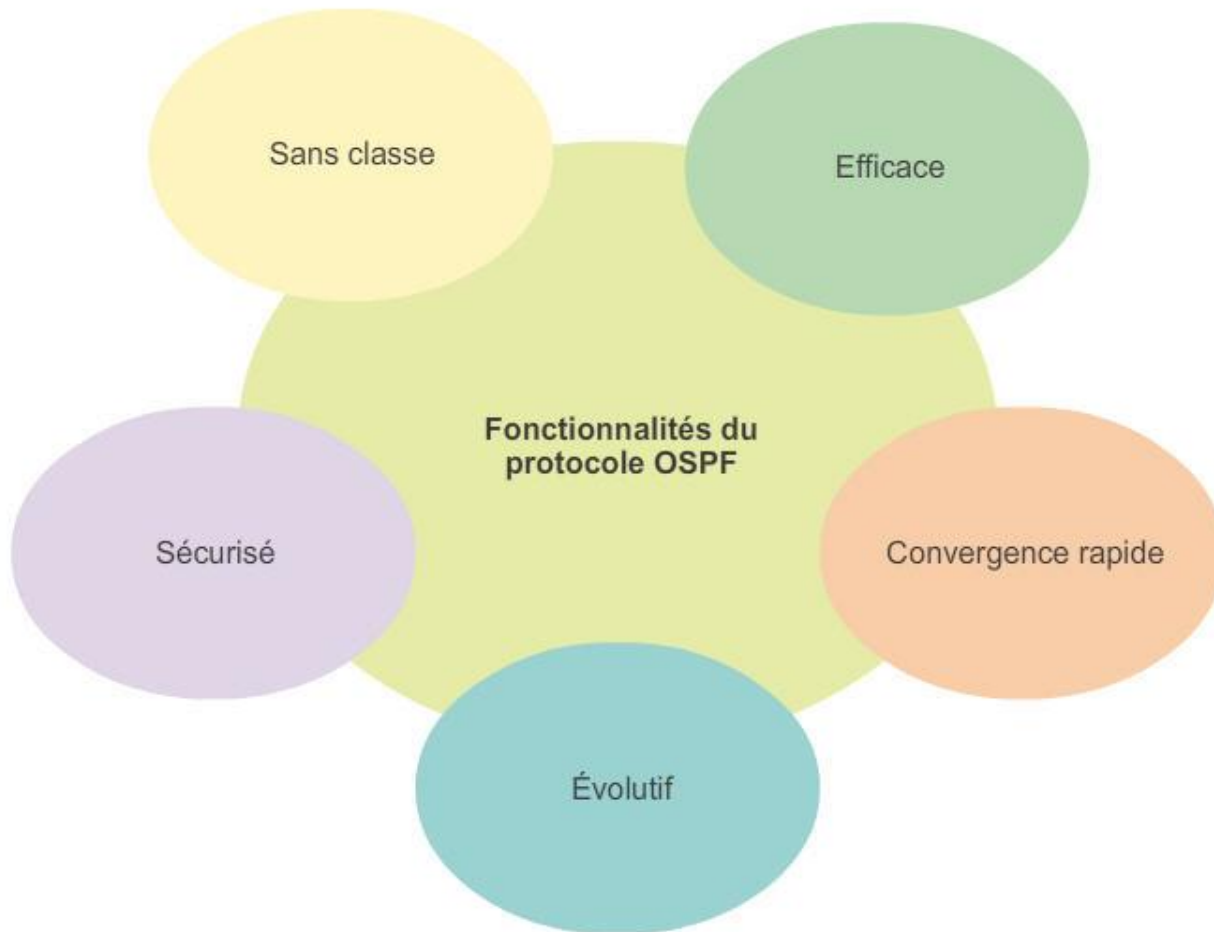 Sans classe
Efficace
Fonctionnalités du
protocole OSPF
Sécurisé
Convergence rapide
Évolutif